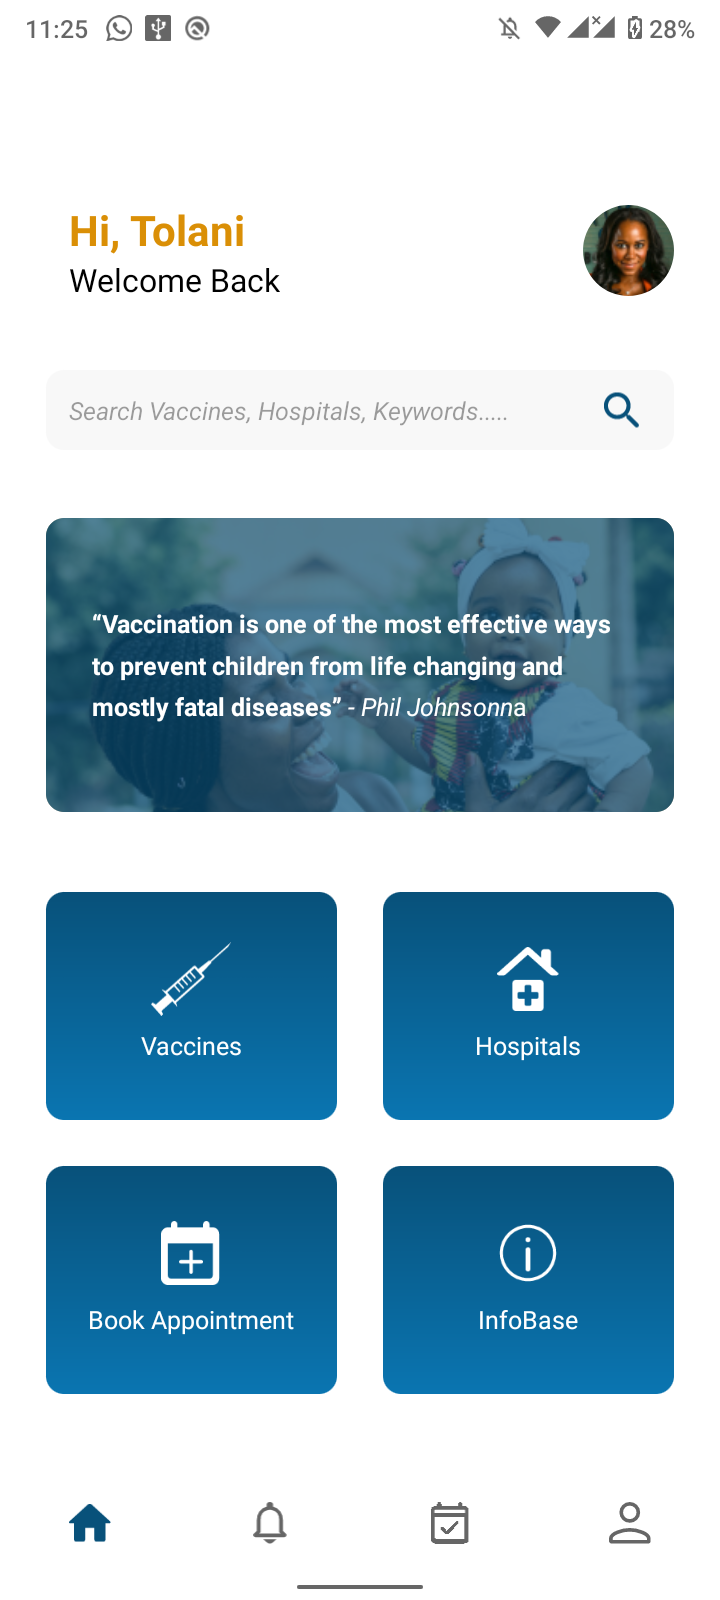 11:25
28%
Hi, Tolani
Welcome Back
Search Vaccines, Hospitals, Keywords.....
“Vaccination is one of the most effective ways
to prevent children from life changing and
mostly fatal diseases” - Phil Johnsonna
Vaccines
Hospitals
Book Appointment
InfoBase